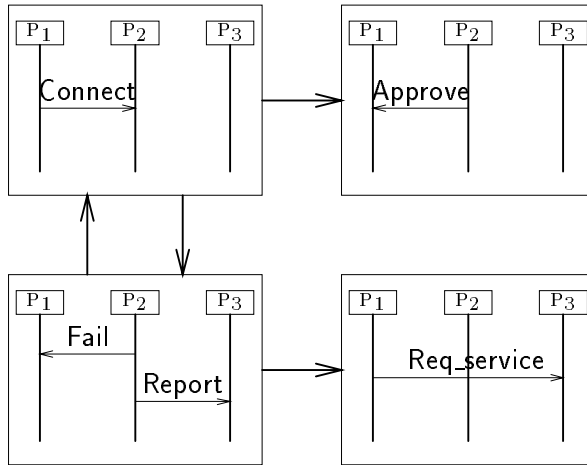 P1 P2 P3
Connect
P1 P2 P3
Approve
P1 P2 P3
Fail
Report
P1 P2 P3
Req_service